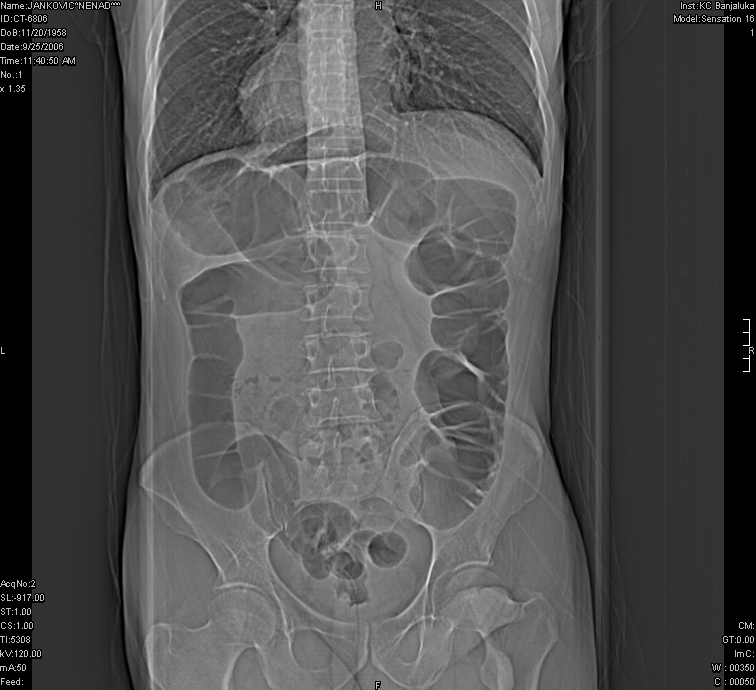 Name:JANKOVIC^NENAD^^^
ID:CT-6806
DoB:11/20/1958
Date:9/25/2006
Time:11:40:50 AM
No.:1
x 1.35
H
Inst:KC Banjaluka
Model:Sensation 16
1
L
R
AcqNo:2
SL:-917.00
ST:1.00
CS:1.00
TI:5308
kV:120.00
mA:50
Feed:
F
CM:
GT:0.00
ImC:
W : 00350
C : 00050